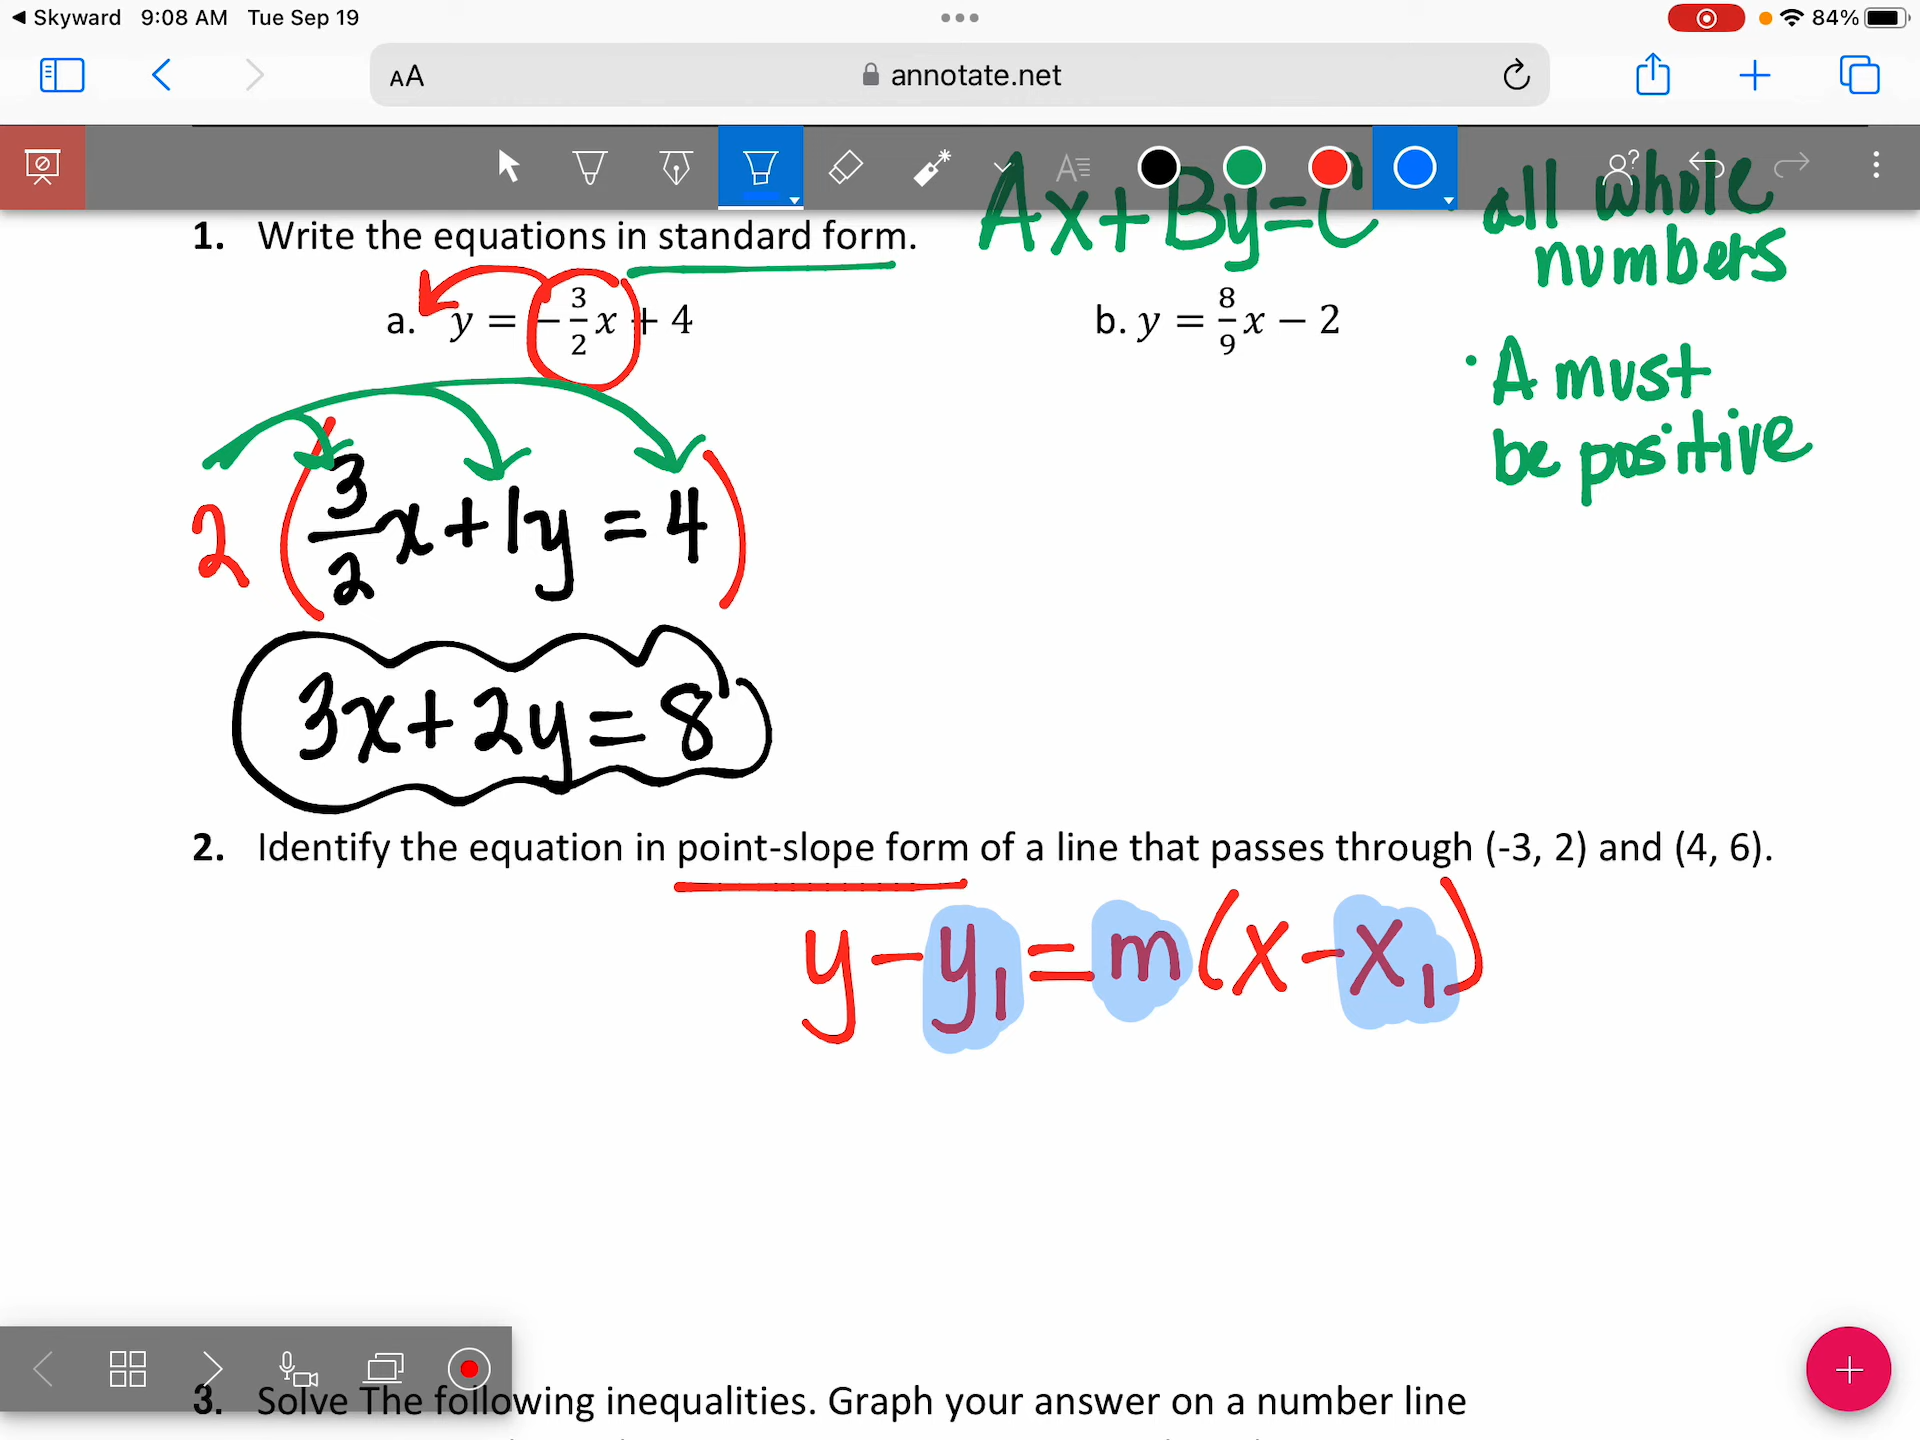 ◀ Skyward 9:08 AM Tue Sep 19 84%
AA annotate.net
Ax+By=C
all whole
numbers
1. Write the equations in standard form.
a. y = −3/2x + 4
b. y = 8/9x − 2
· A must
be positive
2 (3/2x + 1y = 4)
3x + 2y = 8
2. Identify the equation in point-slope form of a line that passes through (-3, 2) and (4, 6).
y − y₁ = m(x − x₁)
3. Solve The following inequalities. Graph your answer on a number line